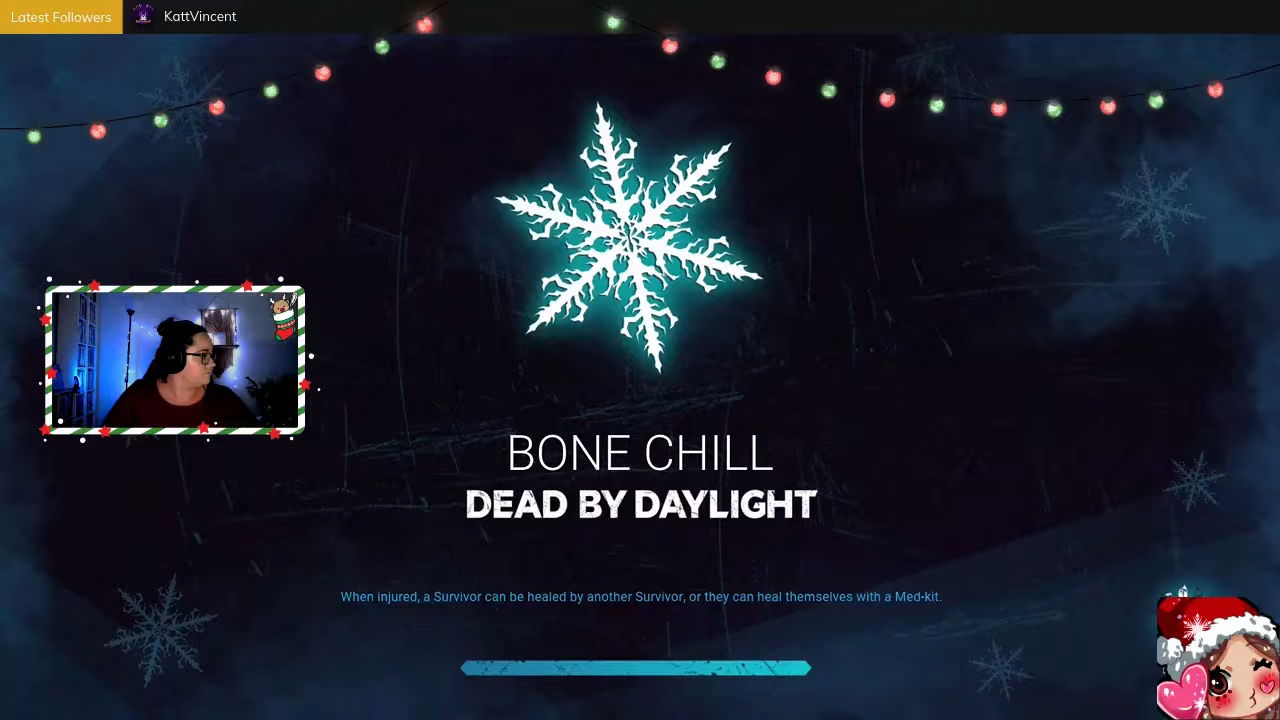 Latest Followers
KattVincent
BONE CHILL
DEAD BY DAYLIGHT
When injured, a Survivor can be healed by another Survivor, or they can heal themselves with a Med-kit.